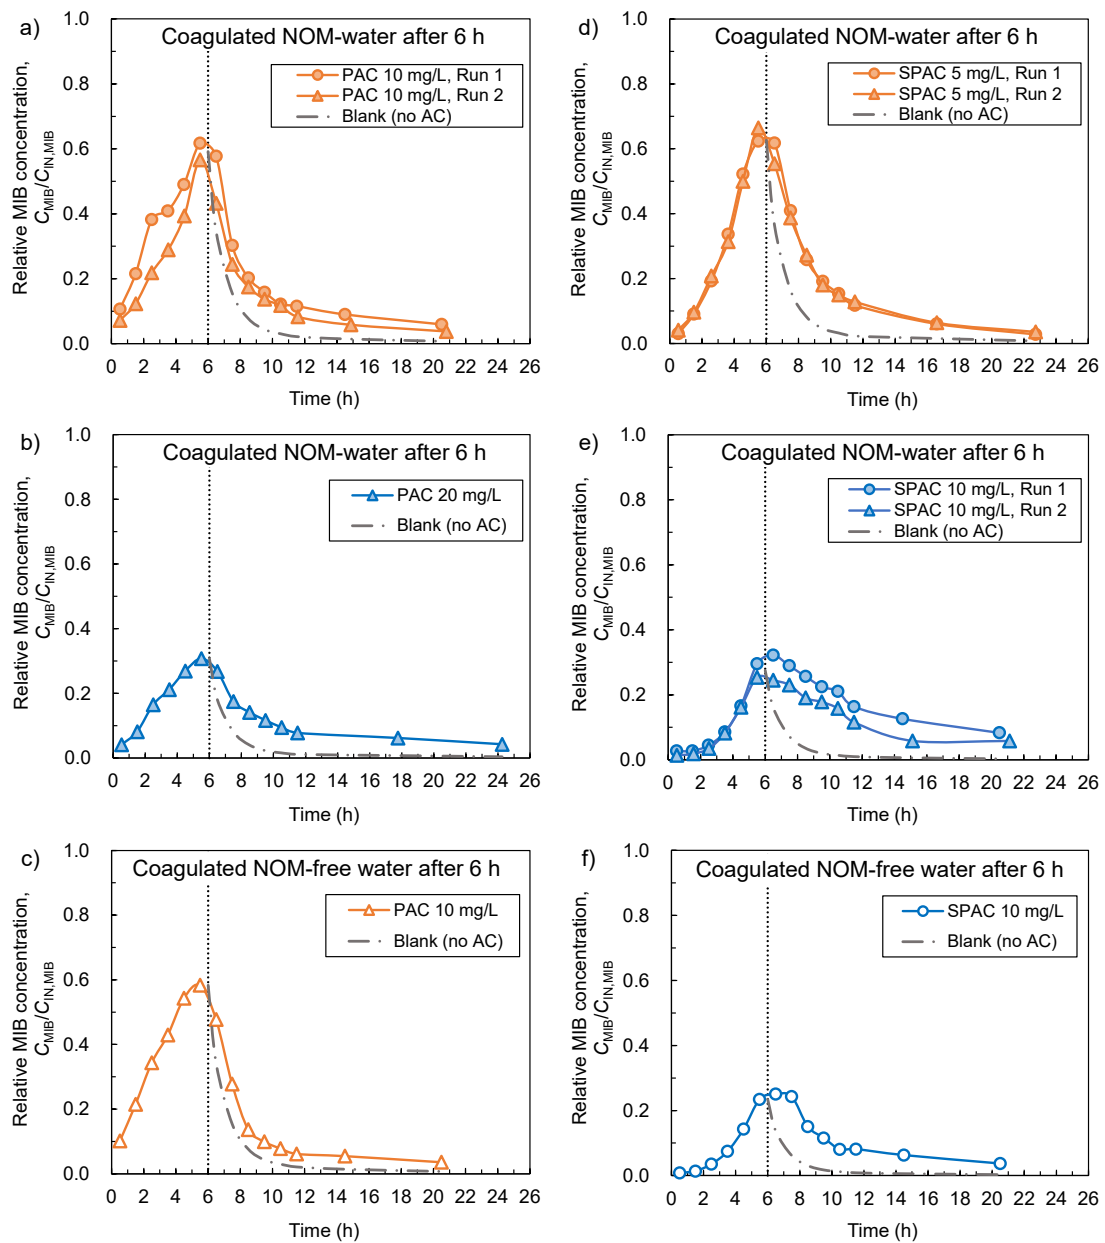 a)
Coagulated NOM-water after 6 h
PAC 10 mg/L, Run 1
PAC 10 mg/L, Run 2
Blank (no AC)
Relative MIB concentration,
C_MIB/C_IN,MIB
1.0
0.8
0.6
0.4
0.2
0.0
0 2 4 6 8 10 12 14 16 18 20 22 24 26
Time (h)
d)
Coagulated NOM-water after 6 h
SPAC 5 mg/L, Run 1
SPAC 5 mg/L, Run 2
Blank (no AC)
Relative MIB concentration,
C_MIB/C_IN,MIB
1.0
0.8
0.6
0.4
0.2
0.0
0 2 4 6 8 10 12 14 16 18 20 22 24 26
Time (h)
b)
Coagulated NOM-water after 6 h
PAC 20 mg/L
Blank (no AC)
Relative MIB concentration,
C_MIB/C_IN,MIB
1.0
0.8
0.6
0.4
0.2
0.0
0 2 4 6 8 10 12 14 16 18 20 22 24 26
Time (h)
e)
Coagulated NOM-water after 6 h
SPAC 10 mg/L, Run 1
SPAC 10 mg/L, Run 2
Blank (no AC)
Relative MIB concentration,
C_MIB/C_IN,MIB
1.0
0.8
0.6
0.4
0.2
0.0
0 2 4 6 8 10 12 14 16 18 20 22 24 26
Time (h)
c)
Coagulated NOM-free water after 6 h
PAC 10 mg/L
Blank (no AC)
Relative MIB concentration,
C_MIB/C_IN,MIB
1.0
0.8
0.6
0.4
0.2
0.0
0 2 4 6 8 10 12 14 16 18 20 22 24 26
Time (h)
f)
Coagulated NOM-free water after 6 h
SPAC 10 mg/L
Blank (no AC)
Relative MIB concentration,
C_MIB/C_IN,MIB
1.0
0.8
0.6
0.4
0.2
0.0
0 2 4 6 8 10 12 14 16 18 20 22 24 26
Time (h)